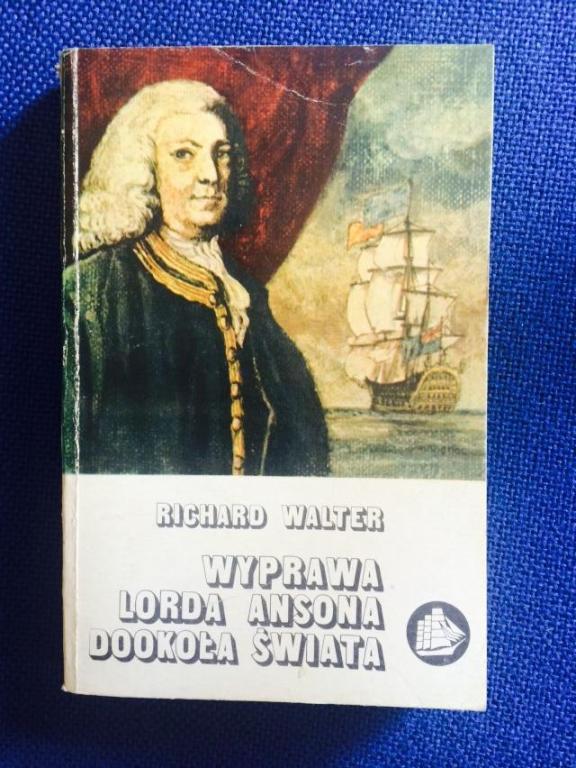 RICHARD WALTER
WYPRAWA
LORDA ANSONA
DOOKOŁA ŚWIATA